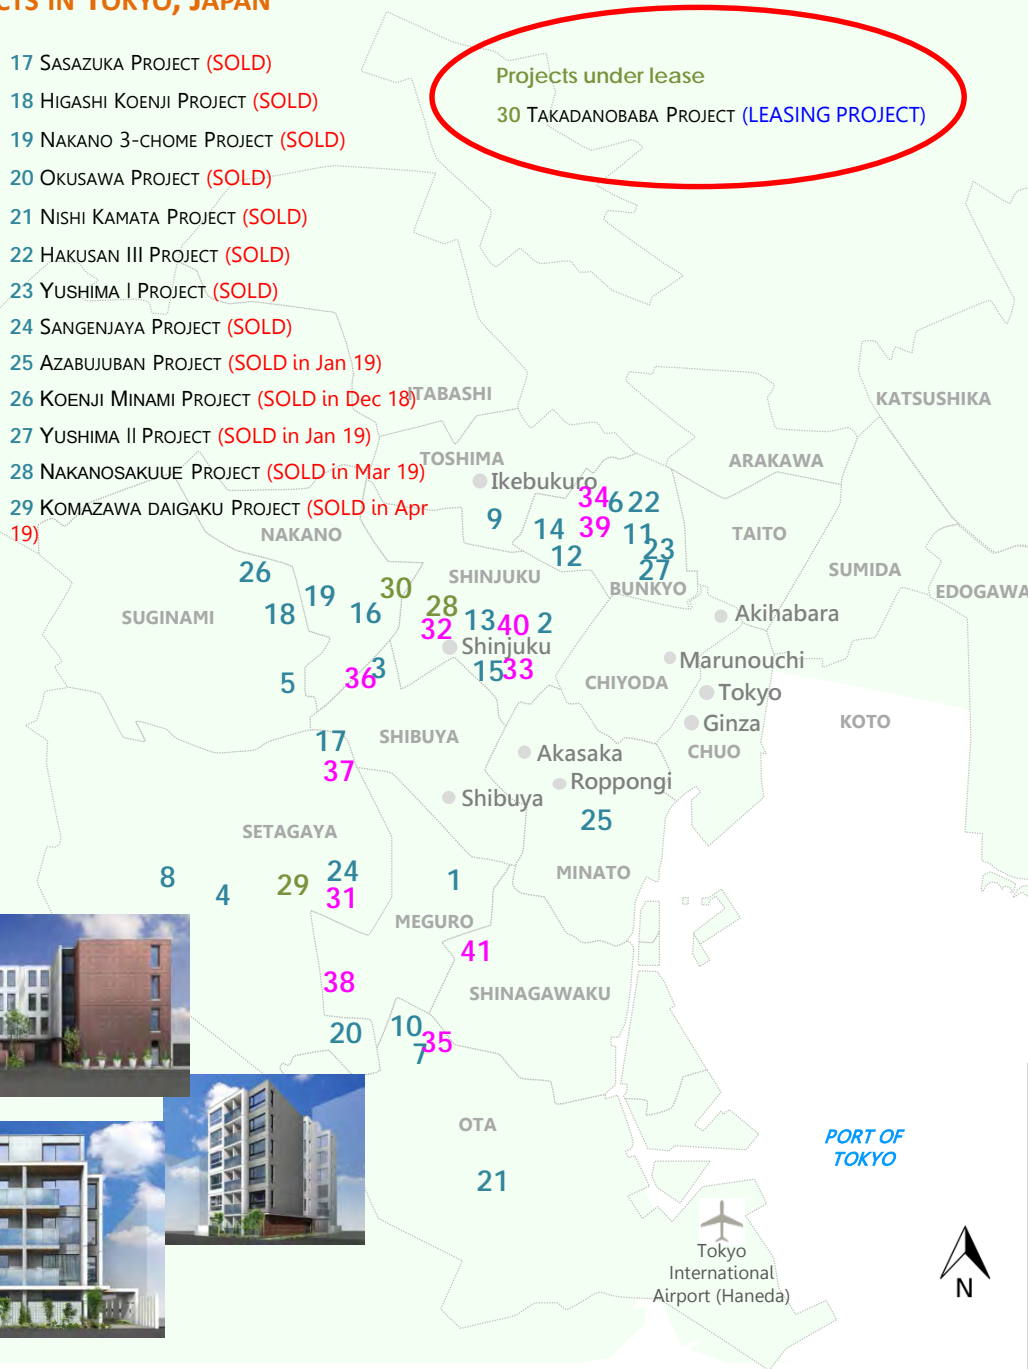 CTS IN TOKYO, JAPAN
17 SASAZUKA PROJECT (SOLD)
18 HIGASHI KOENJI PROJECT (SOLD)
19 NAKANO 3-CHOME PROJECT (SOLD)
20 OKUSAWA PROJECT (SOLD)
21 NISHI KAMATA PROJECT (SOLD)
22 HAKUSAN III PROJECT (SOLD)
23 YUSHIMA I PROJECT (SOLD)
24 SANGENJAYA PROJECT (SOLD)
25 AZABUJUBAN PROJECT (SOLD in Jan 19)
26 KOENJI MINAMI PROJECT (SOLD in Dec 18)
27 YUSHIMA II PROJECT (SOLD in Jan 19)
28 NAKANOSAKUUE PROJECT (SOLD in Mar 19)
29 KOMAZAWA DAIGAKU PROJECT (SOLD in Apr
19)
Projects under lease
30 TAKADANOBABA PROJECT (LEASING PROJECT)
ITABASHI
KATSUSHIKA
TOSHIMA
ARAKAWA
Ikebukuro
34
6
22
9
14
39
11
TAITO
NAKANO
23
12
27
SUMIDA
26
SHINJUKU
BUNKYO
EDOGAWA
30
19
28
18
16
SUGINAMI
13
40
2
Akihabara
32
Shinjuku
Marunouchi
36
3
15
33
5
CHIYODA
Tokyo
Ginza
KOTO
17
SHIBUYA
Akasaka
CHUO
37
Roppongi
Shibuya
25
SETAGAYA
8
4
29
24
1
MINATO
31
MEGURO
41
38
SHINAGAWAKU
20
10
35
7
OTA
PORT OF
TOKYO
21
Tokyo
International
Airport (Haneda)
N